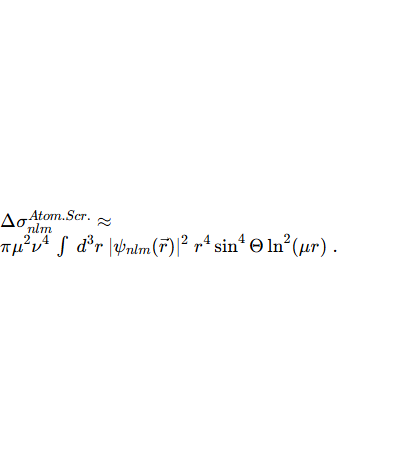 Δσ_{nlm}^{Atom.Scr.} ≈
πμ²ν⁴ ∫ d³r |ψ_{nlm}(r⃗)|² r⁴ sin⁴ Θ ln²(μr) .